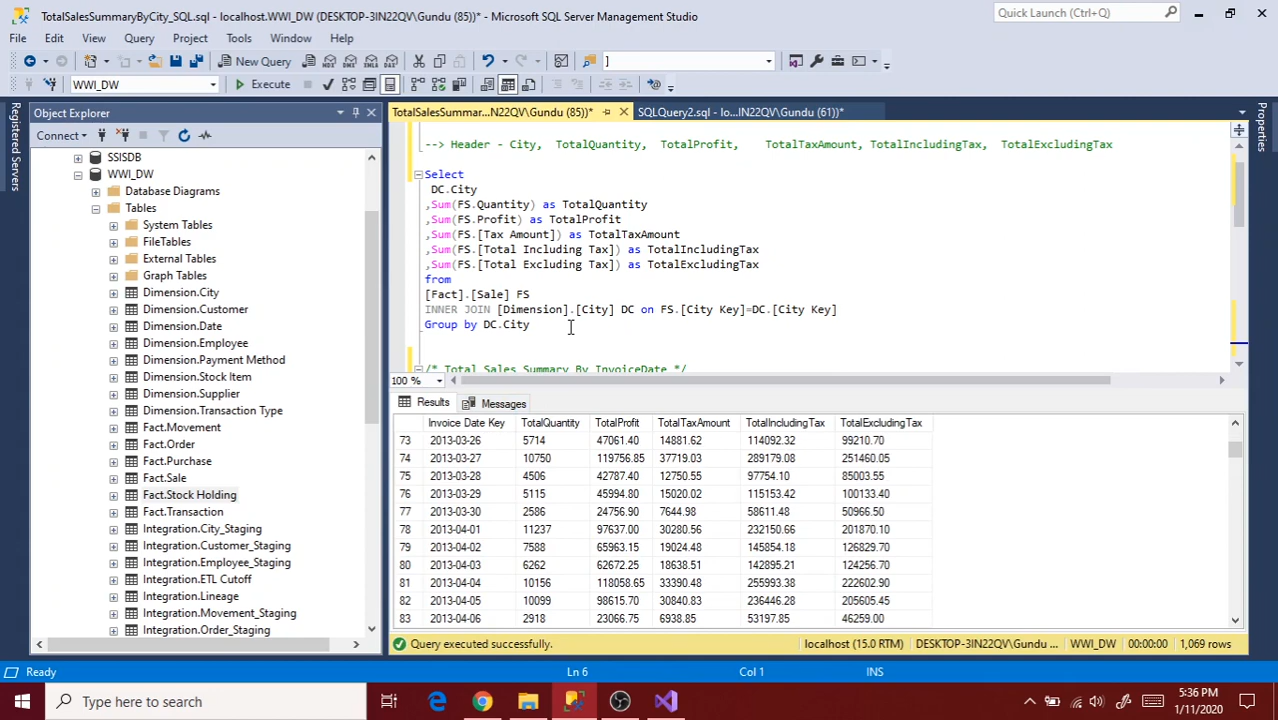 TotalSalesSummaryByCity_SQL.sql - localhost.WWI_DW (DESKTOP-3IN22QV\Gundu (85))* - Microsoft SQL Server Management Studio
Quick Launch (Ctrl+Q)
File Edit View Query Project Tools Window Help
New Query
]
WWI_DW
Execute
Registered Servers
Object Explorer
Connect
SSISDB
WWI_DW
Database Diagrams
Tables
System Tables
FileTables
External Tables
Graph Tables
Dimension.City
Dimension.Customer
Dimension.Date
Dimension.Employee
Dimension.Payment Method
Dimension.Stock Item
Dimension.Supplier
Dimension.Transaction Type
Fact.Movement
Fact.Order
Fact.Purchase
Fact.Sale
Fact.Stock Holding
Fact.Transaction
Integration.City_Staging
Integration.Customer_Staging
Integration.Employee_Staging
Integration.ETL Cutoff
Integration.Lineage
Integration.Movement_Staging
Integration.Order_Staging
TotalSalesSummar...N22QV\Gundu (85))*
SQLQuery2.sql - lo...IN22QV\Gundu (61))*
Properties
--> Header - City, TotalQuantity, TotalProfit, TotalTaxAmount, TotalIncludingTax, TotalExcludingTax
Select
DC.City
,Sum(FS.Quantity) as TotalQuantity
,Sum(FS.Profit) as TotalProfit
,Sum(FS.[Tax Amount]) as TotalTaxAmount
,Sum(FS.[Total Including Tax]) as TotalIncludingTax
,Sum(FS.[Total Excluding Tax]) as TotalExcludingTax
from
[Fact].[Sale] FS
INNER JOIN [Dimension].[City] DC on FS.[City Key]=DC.[City Key]
Group by DC.City
/* Total Sales Summary By InvoiceDate */
100 %
Results Messages
Invoice Date Key TotalQuantity TotalProfit TotalTaxAmount TotalIncludingTax TotalExcludingTax
73 2013-03-26 5714 47061.40 14881.62 114092.32 99210.70
74 2013-03-27 10750 119756.85 37719.03 289179.08 251460.05
75 2013-03-28 4506 42787.40 12750.55 97754.10 85003.55
76 2013-03-29 5115 45994.80 15020.02 115153.42 100133.40
77 2013-03-30 2586 24756.90 7644.98 58611.48 50966.50
78 2013-04-01 11237 97637.00 30280.56 232150.66 201870.10
79 2013-04-02 7588 65963.15 19024.48 145854.18 126829.70
80 2013-04-03 6262 62672.25 18638.51 142895.21 124256.70
81 2013-04-04 10156 118058.65 33390.48 255993.38 222602.90
82 2013-04-05 10099 98615.70 30840.83 236446.28 205605.45
83 2013-04-06 2918 23066.75 6938.85 53197.85 46259.00
Query executed successfully.
localhost (15.0 RTM) DESKTOP-3IN22QV\Gundu ... WWI_DW 00:00:00 1,069 rows
Ready Ln 6 Col 1 INS
Type here to search
5:36 PM
1/11/2020